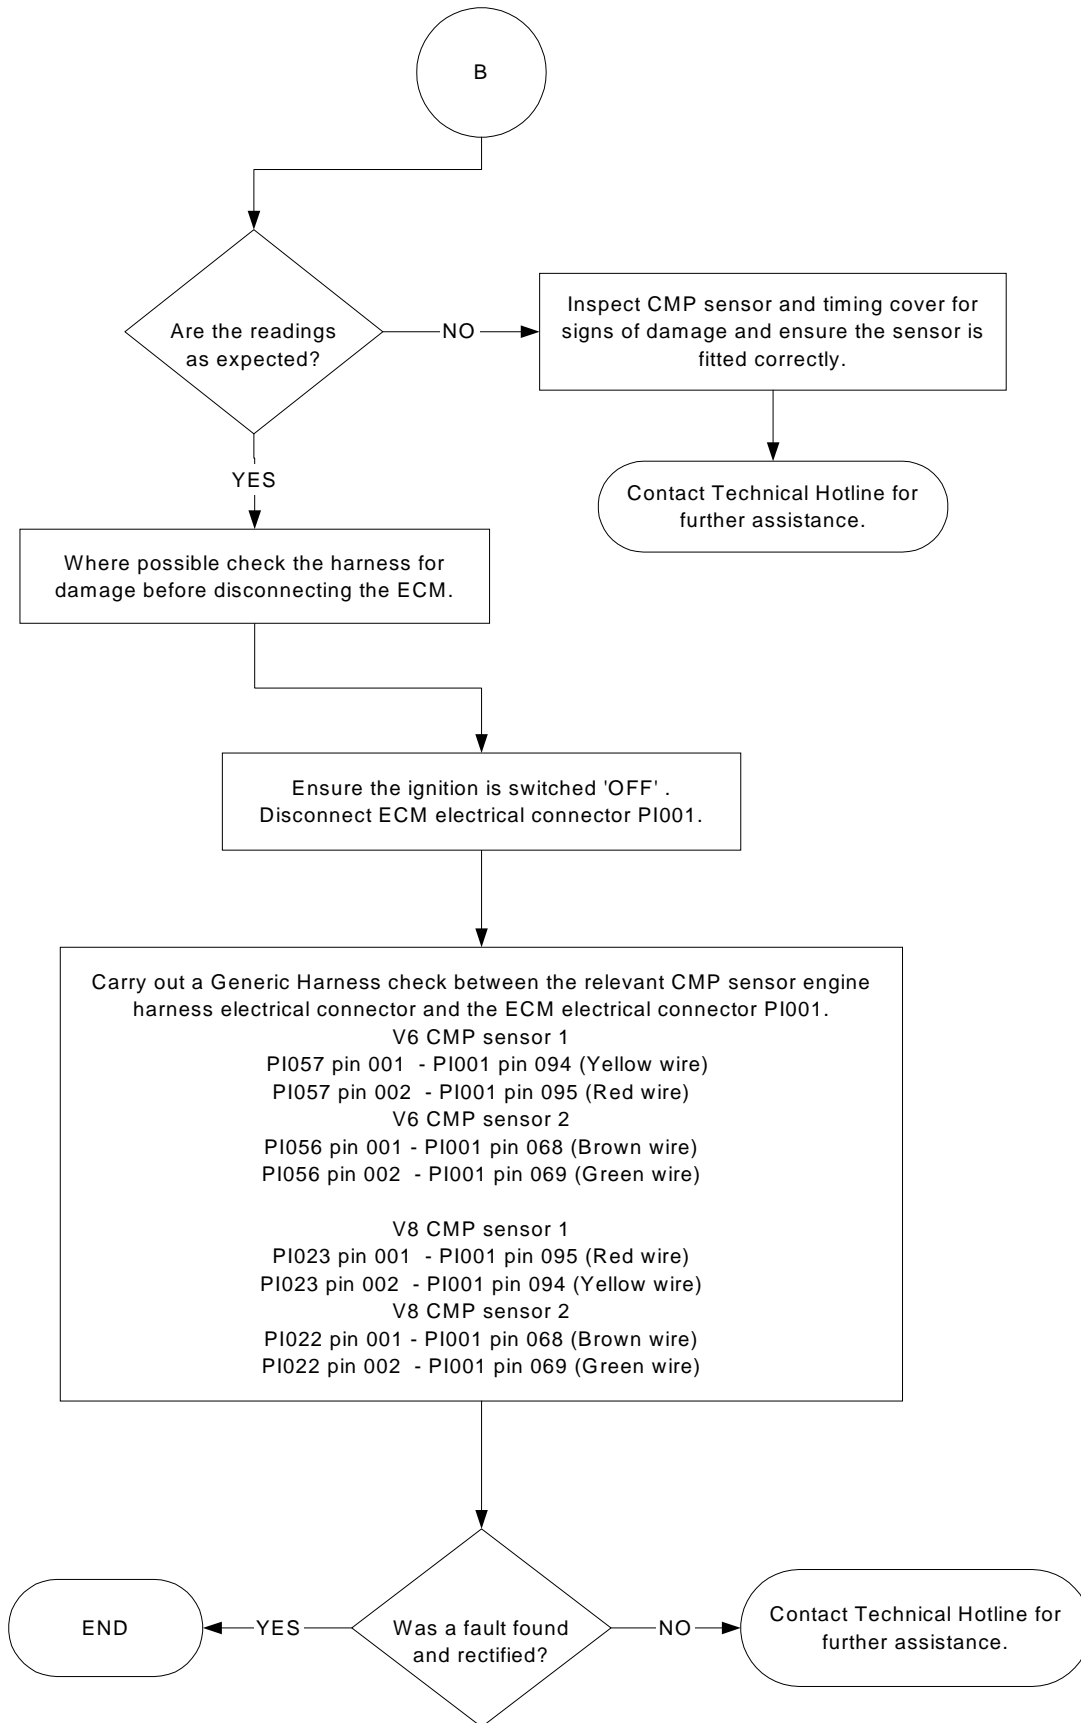 B
Are the readings
as expected?
NO
Inspect CMP sensor and timing cover for
signs of damage and ensure the sensor is
fitted correctly.
Contact Technical Hotline for
further assistance.
YES
Where possible check the harness for
damage before disconnecting the ECM.
Ensure the ignition is switched 'OFF' .
Disconnect ECM electrical connector PI001.
Carry out a Generic Harness check between the relevant CMP sensor engine
harness electrical connector and the ECM electrical connector PI001.
V6 CMP sensor 1
PI057 pin 001  - PI001 pin 094 (Yellow wire)
PI057 pin 002  - PI001 pin 095 (Red wire)
V6 CMP sensor 2
PI056 pin 001 - PI001 pin 068 (Brown wire)
PI056 pin 002  - PI001 pin 069 (Green wire)
V8 CMP sensor 1
PI023 pin 001  - PI001 pin 095 (Red wire)
PI023 pin 002  - PI001 pin 094 (Yellow wire)
V8 CMP sensor 2
PI022 pin 001 - PI001 pin 068 (Brown wire)
PI022 pin 002  - PI001 pin 069 (Green wire)
END
YES
Was a fault found
and rectified?
NO
Contact Technical Hotline for
further assistance.